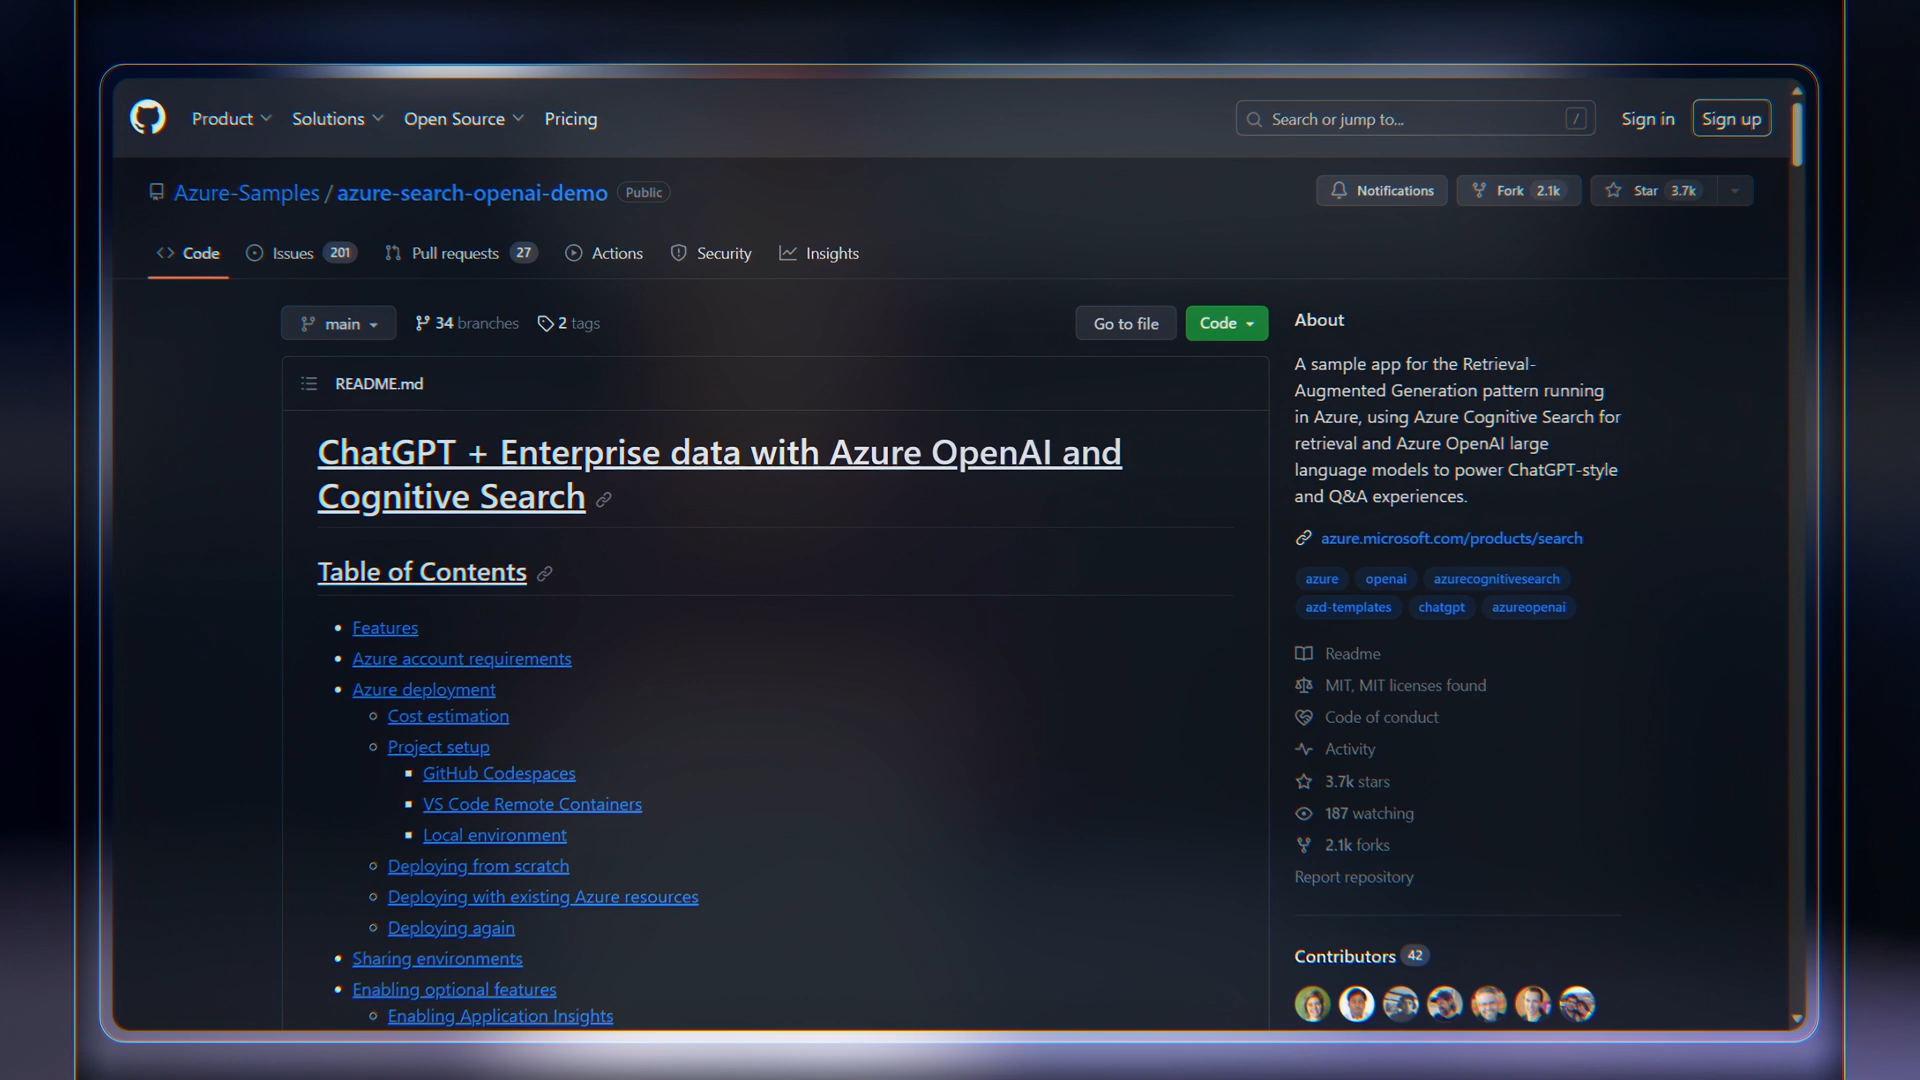 Product
Solutions
Open Source
Pricing
Search or jump to...
/
Sign in
Sign up
Azure-Samples / azure-search-openai-demo
Public
Notifications
Fork 2.1k
Star 3.7k
Code
Issues 201
Pull requests 27
Actions
Security
Insights
main
34 branches
2 tags
Go to file
Code
README.md
ChatGPT + Enterprise data with Azure OpenAI and
Cognitive Search
Table of Contents
Features
Azure account requirements
Azure deployment
Cost estimation
Project setup
GitHub Codespaces
VS Code Remote Containers
Local environment
Deploying from scratch
Deploying with existing Azure resources
Deploying again
Sharing environments
Enabling optional features
Enabling Application Insights
About
A sample app for the Retrieval-
Augmented Generation pattern running
in Azure, using Azure Cognitive Search for
retrieval and Azure OpenAI large
language models to power ChatGPT-style
and Q&A experiences.
azure.microsoft.com/products/search
azure openai azurecognitivesearch
azd-templates chatgpt azureopenai
Readme
MIT, MIT licenses found
Code of conduct
Activity
3.7k stars
187 watching
2.1k forks
Report repository
Contributors 42